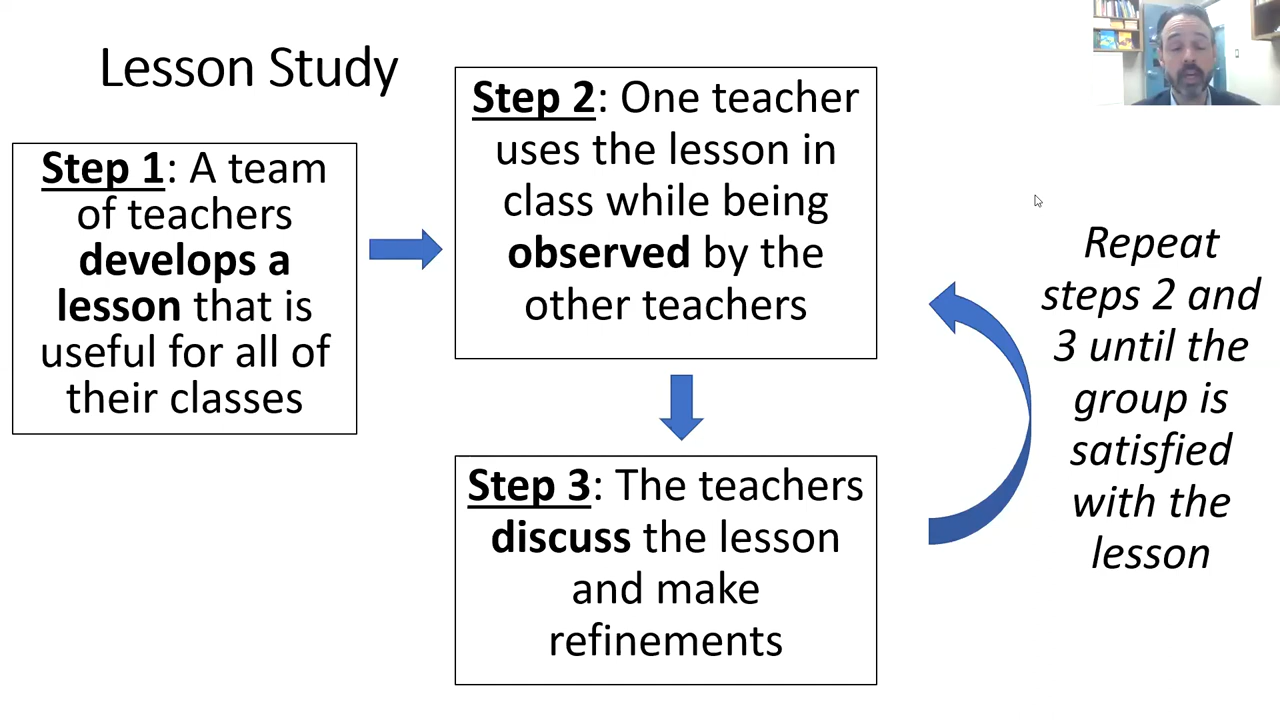 Lesson Study
Step 1: A team
of teachers
develops a
lesson that is
useful for all of
their classes
Step 2: One teacher
uses the lesson in
class while being
observed by the
other teachers
Step 3: The teachers
discuss the lesson
and make
refinements
Repeat
steps 2 and
3 until the
group is
satisfied
with the
lesson